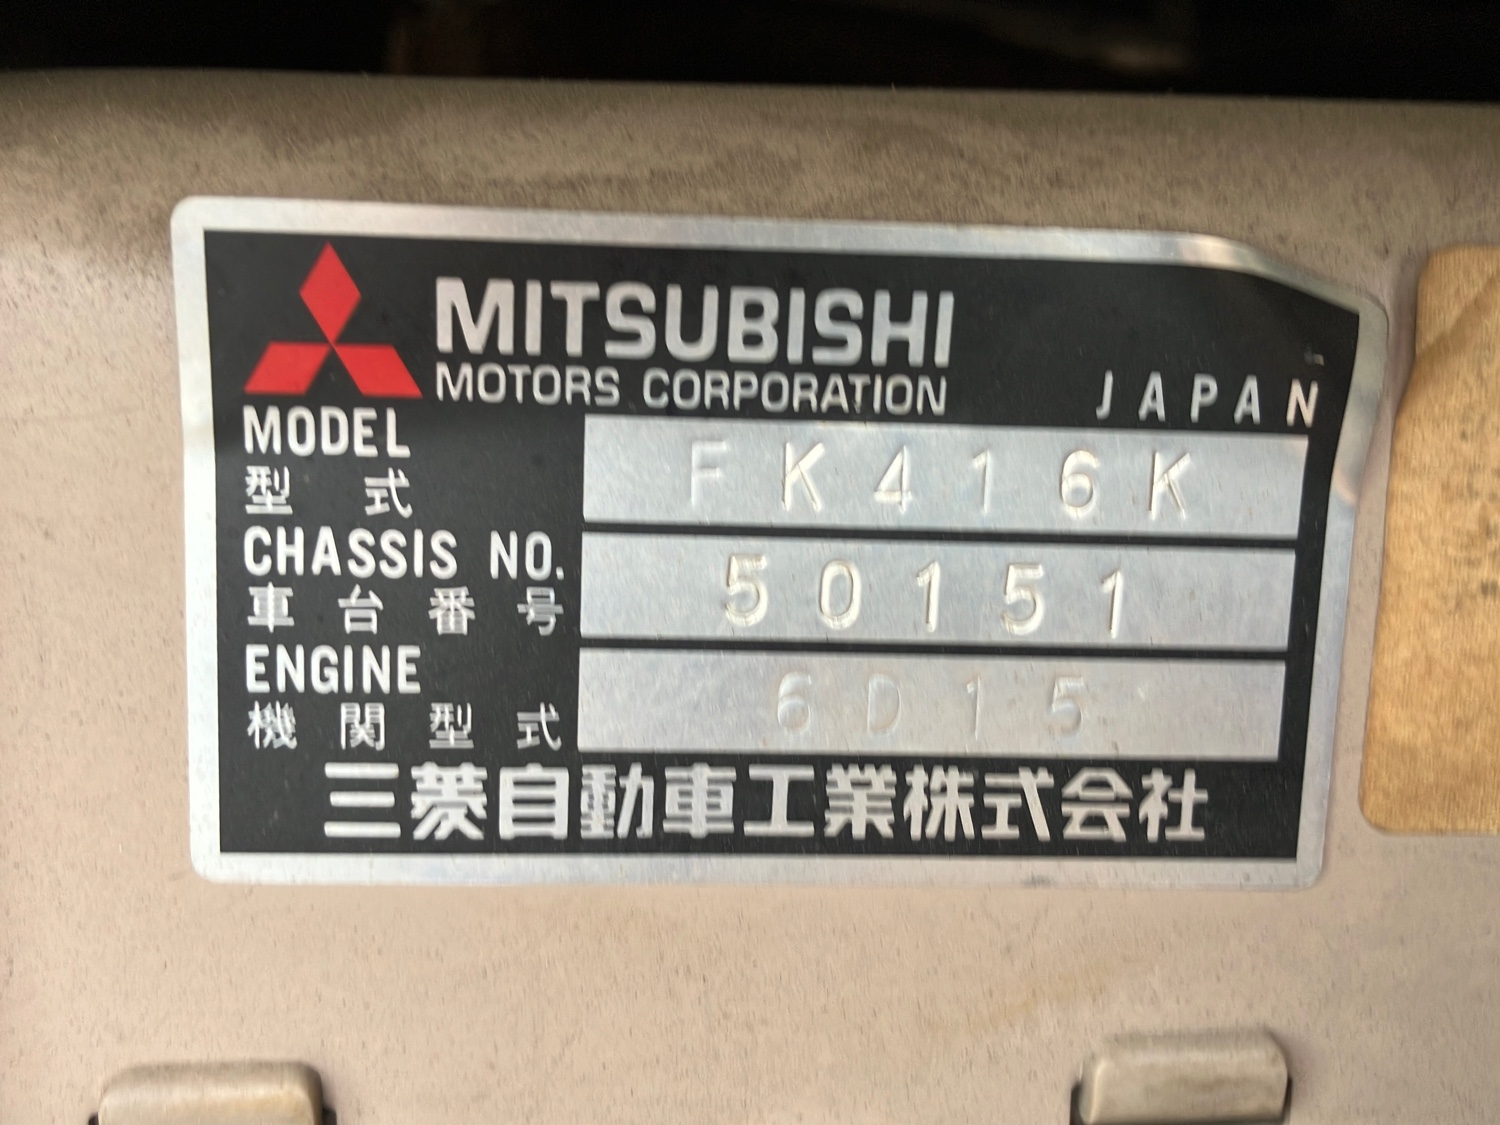 MITSUBISHI
MOTORS CORPORATION JAPAN
MODEL FK416K
型式
CHASSIS NO. 50151
車台番号
ENGINE 6D15
機関型式
三菱自動車工業株式会社